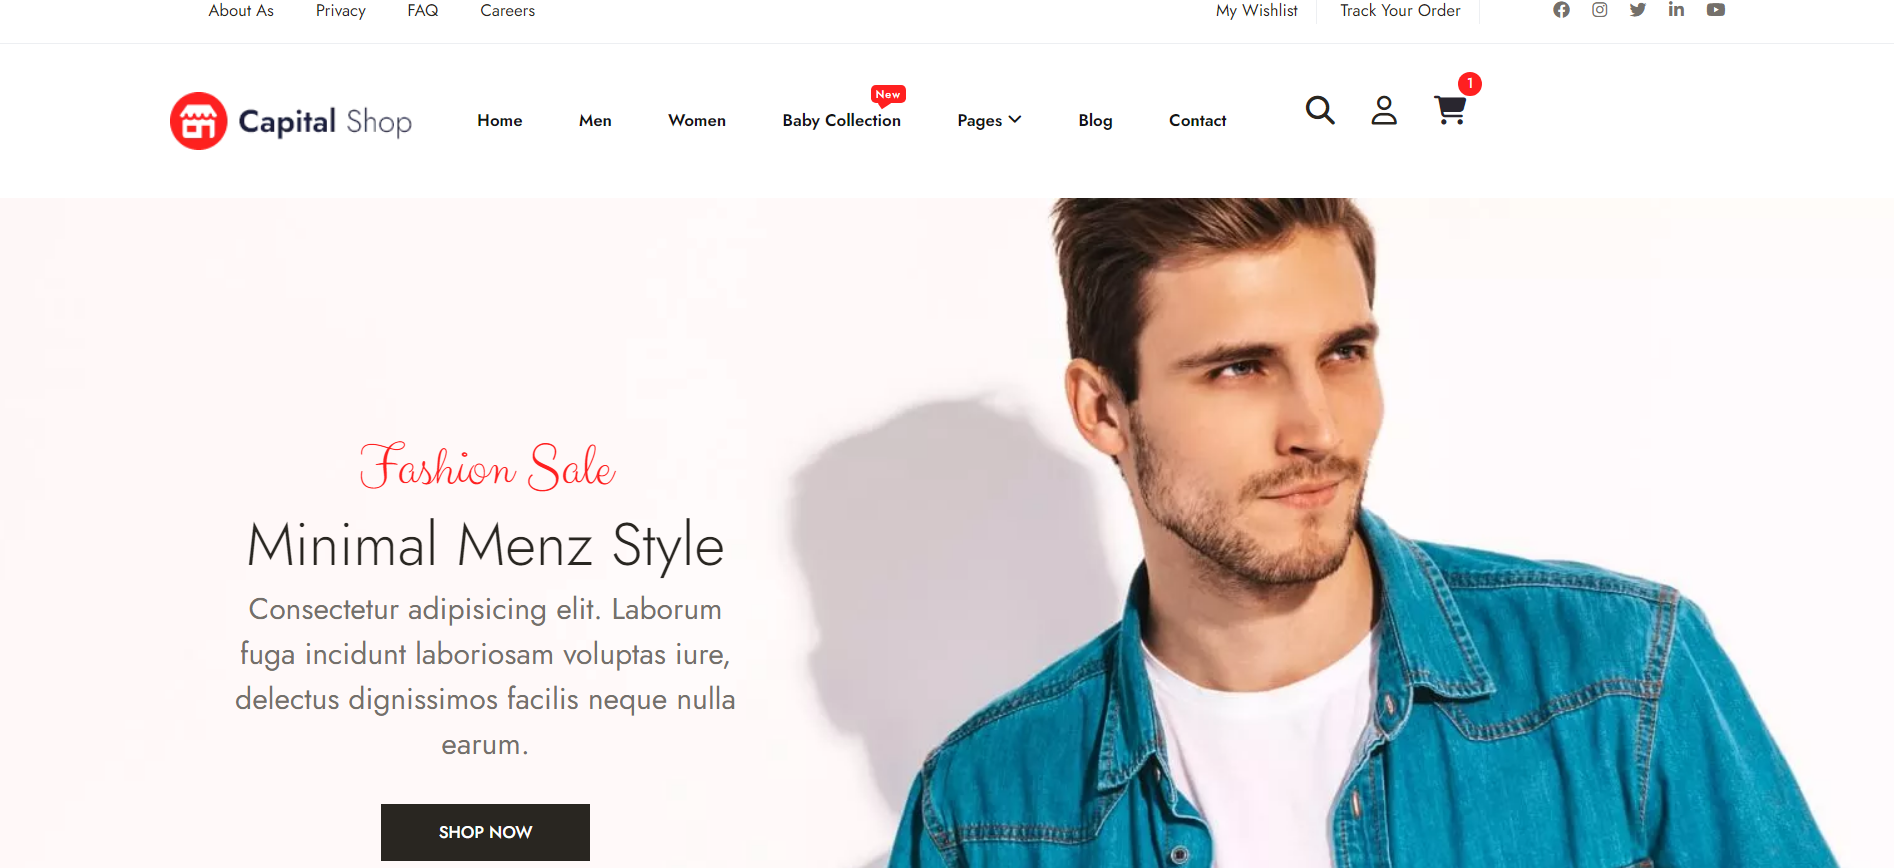 About As Privacy FAQ Careers My Wishlist Track Your Order
1
New
Capital Shop Home Men Women Baby Collection Pages Blog Contact
Fashion Sale
Minimal Menz Style
Consectetur adipisicing elit. Laborum
fuga incidunt laboriosam voluptas iure,
delectus dignissimos facilis neque nulla
earum.
SHOP NOW